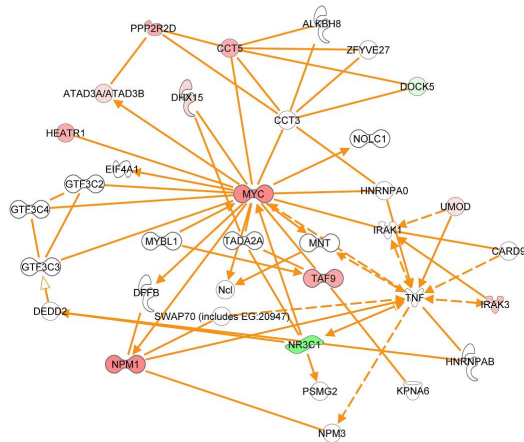 ALKBH8
PPP2R2D
CCT5
ZFYVE27
ATAD3A/ATAD3B
DHX15
DOCK5
CCT3
HEATR1
NOLC1
EIF4A1
GTF3C2
MYC
HNRNPA0
GTF3C4
UMOD
IRAK1
MYBL1
TADA2A
MNT
CARD9
GTF3C3
TAF9
DFFB
Ncl
TNF
IRAK3
DEDD2
SWAP70 (includes EG:20947)
NR3C1
NPM1
HNRNPAB
PSMG2
KPNA6
NPM3